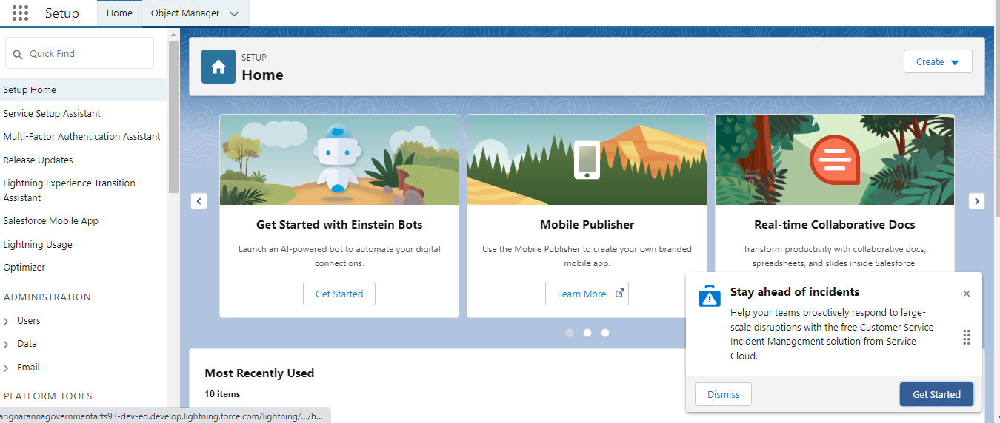 Setup
Home
Object Manager
Quick Find
Setup Home
Service Setup Assistant
Multi-Factor Authentication Assistant
Release Updates
Lightning Experience Transition
Assistant
Salesforce Mobile App
Lightning Usage
Optimizer
ADMINISTRATION
Users
Data
Email
PLATFORM TOOLS
SETUP
Home
Create
Get Started with Einstein Bots
Launch an AI-powered bot to automate your digital
connections.
Get Started
Mobile Publisher
Use the Mobile Publisher to create your own branded
mobile app.
Learn More
Real-time Collaborative Docs
Transform productivity with collaborative docs,
spreadsheets, and slides inside Salesforce.
Most Recently Used
10 items
Stay ahead of incidents
Help your teams proactively respond to large-
scale disruptions with the free Customer Service
Incident Management solution from Service
Cloud.
Dismiss
Get Started
arignarannagovernmentarts93-dev-ed.develop.lightning.force.com/lightning/.../h...